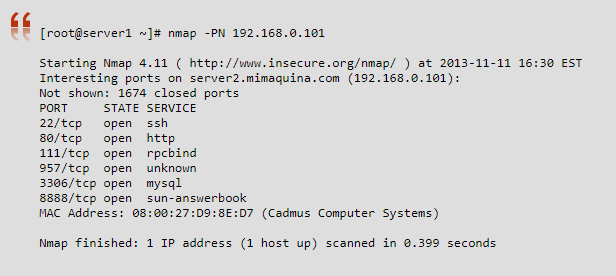 [root@server1 ~]# nmap -PN 192.168.0.101
Starting Nmap 4.11 ( http://www.insecure.org/nmap/ ) at 2013-11-11 16:30 EST
Interesting ports on server2.mimaquina.com (192.168.0.101):
Not shown: 1674 closed ports
PORT     STATE SERVICE
22/tcp   open  ssh
80/tcp   open  http
111/tcp  open  rpcbind
957/tcp  open  unknown
3306/tcp open  mysql
8888/tcp open  sun-answerbook
MAC Address: 08:00:27:D9:8E:D7 (Cadmus Computer Systems)
Nmap finished: 1 IP address (1 host up) scanned in 0.399 seconds